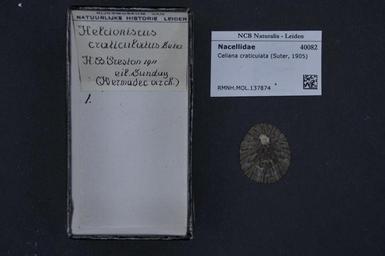 NATUURLIJKE HISTORIE LEIDEN
Helcioniscus
craticulatus Suter
H.B. Preston 1911
eil. Sunday
(Kermadec arch.)
1.
NCB Naturalis - Leiden
Nacellidae 40082
Cellana craticulata (Suter, 1905)
RMNH.MOL.137874